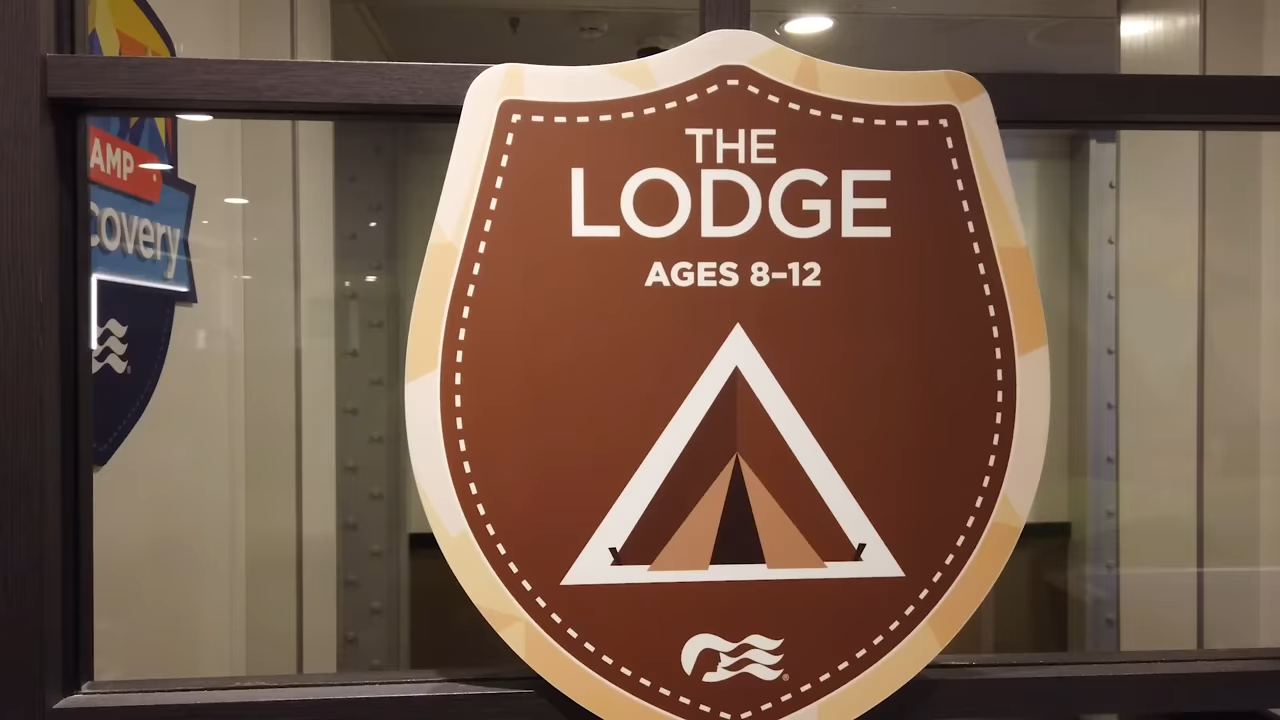 THE
LODGE
AGES 8–12
®
AMP
covery
®